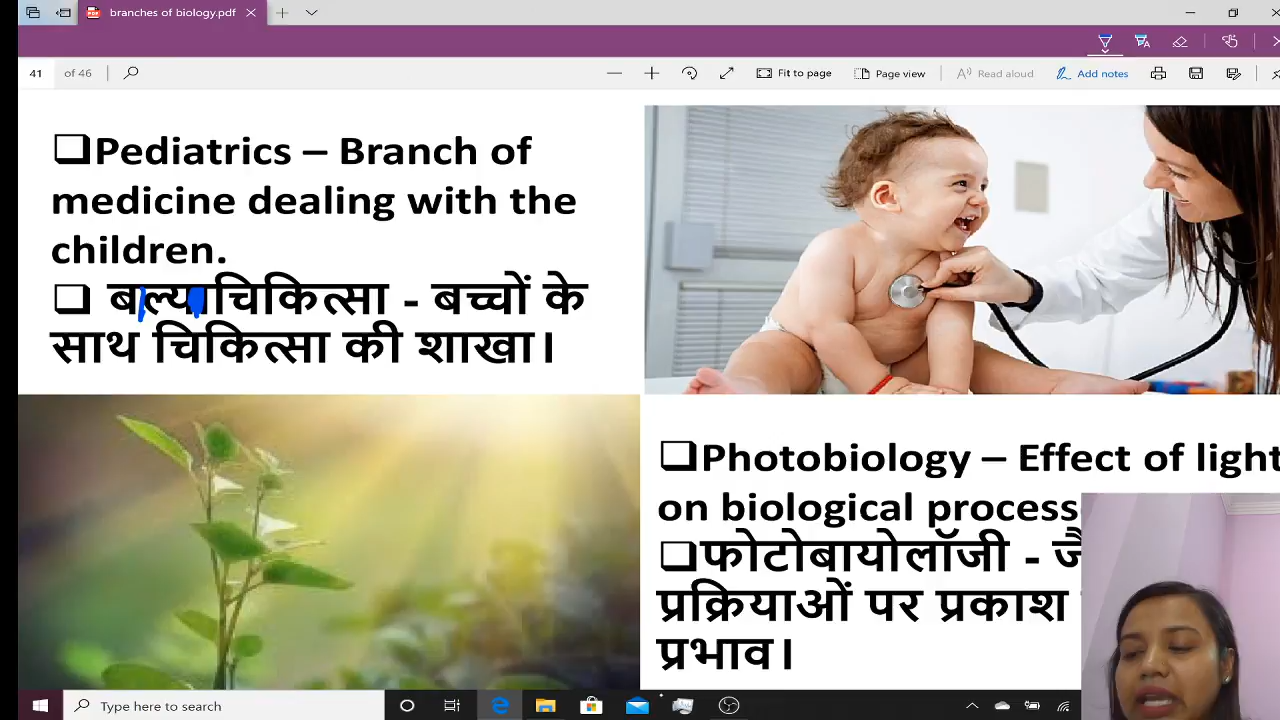 branches of biology.pdf
41 of 46
Fit to page
Page view
Read aloud
Add notes
Pediatrics – Branch of
medicine dealing with the
children.
बाल्याचिकित्सा - बच्चों के
साथ चिकित्सा की शाखा।
Photobiology – Effect of light
on biological process
फोटोबायोलॉजी -
प्रक्रियाओं पर प्रकाश
प्रभाव।
Type here to search